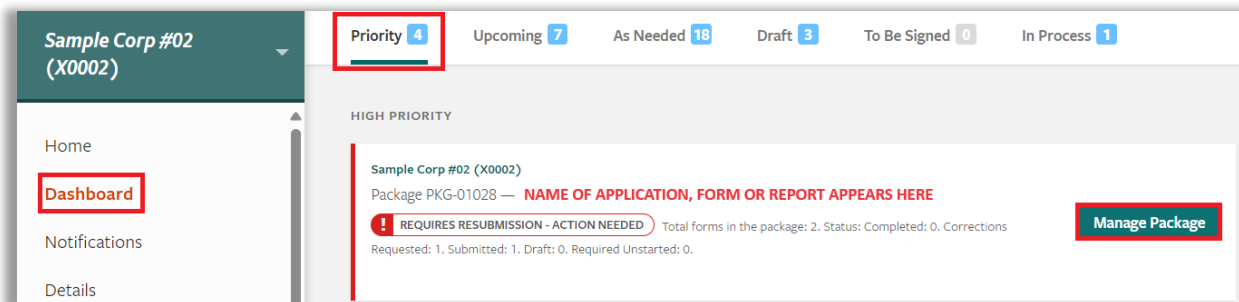 Sample Corp #02
(X0002)
Priority 4 Upcoming 7 As Needed 18 Draft 3 To Be Signed 0 In Process 1
Home
Dashboard
Notifications
Details
HIGH PRIORITY
Sample Corp #02 (X0002)
Package PKG-01028 — NAME OF APPLICATION, FORM OR REPORT APPEARS HERE
! REQUIRES RESUBMISSION - ACTION NEEDED Total forms in the package: 2. Status: Completed: 0. Corrections
Requested: 1. Submitted: 1. Draft: 0. Required Unstarted: 0.
Manage Package